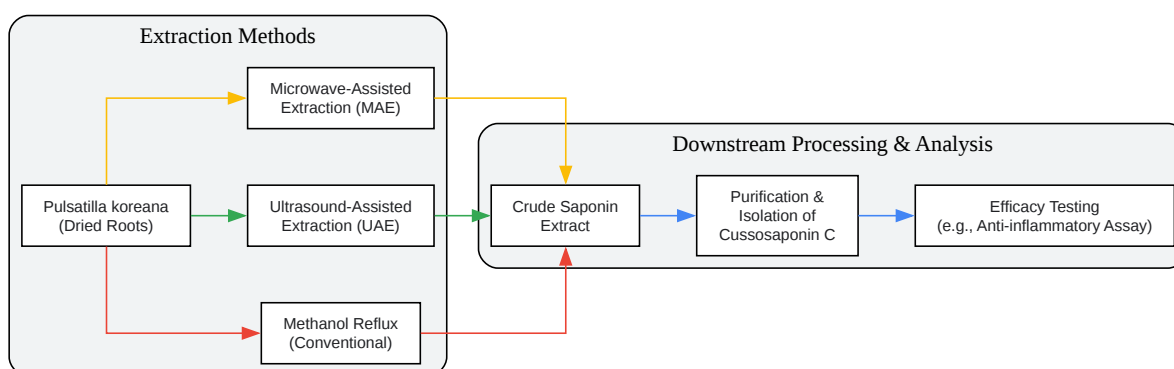 Extraction Methods
Microwave-Assisted
Extraction (MAE)
Downstream Processing & Analysis
Pulsatilla koreana
(Dried Roots)
Ultrasound-Assisted
Extraction (UAE)
Crude Saponin
Extract
Purification &
Isolation of
Cussosaponin C
Efficacy Testing
(e.g., Anti-inflammatory Assay)
Methanol Reflux
(Conventional)